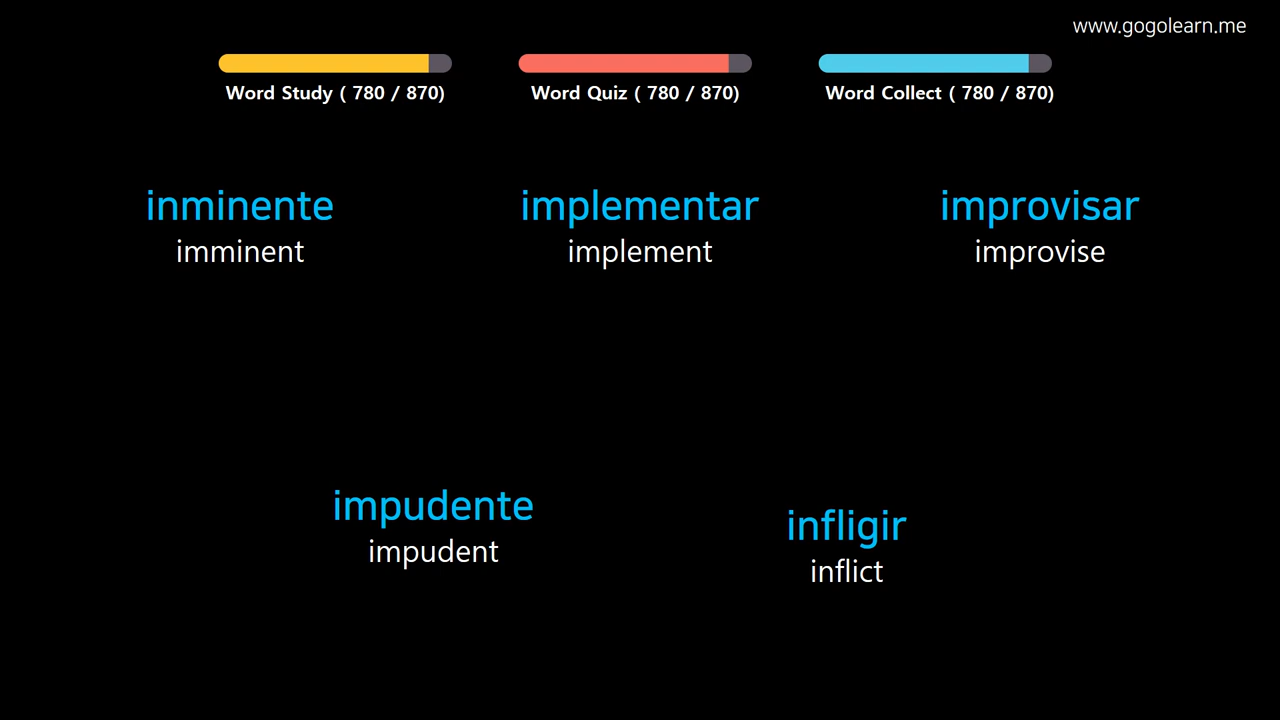 www.gogolearn.me
Word Study ( 780 / 870)
Word Quiz ( 780 / 870)
Word Collect ( 780 / 870)
inminente
imminent
implementar
implement
improvisar
improvise
impudente
impudent
infligir
inflict